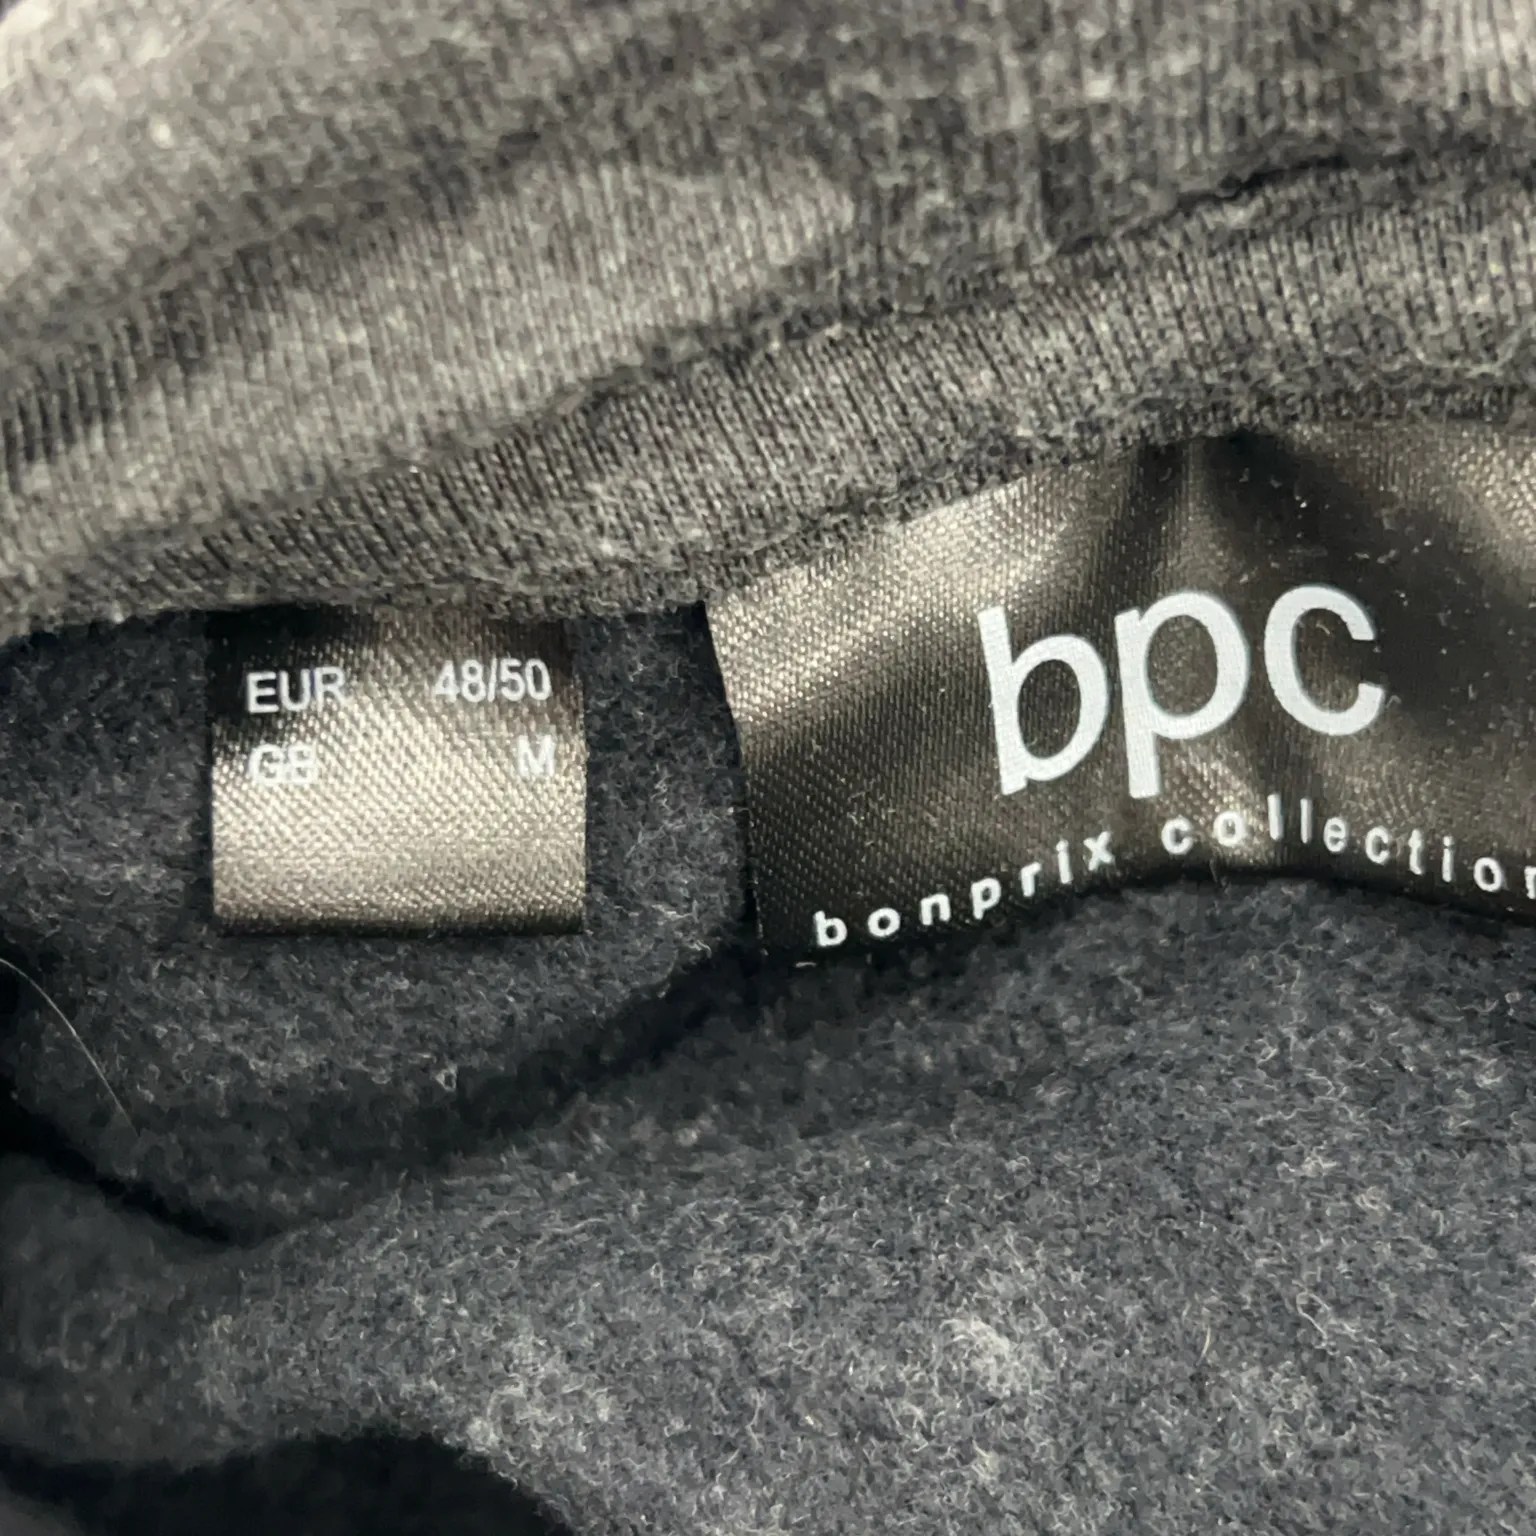 EUR 48/50
GB M
bpc
bonprix collection